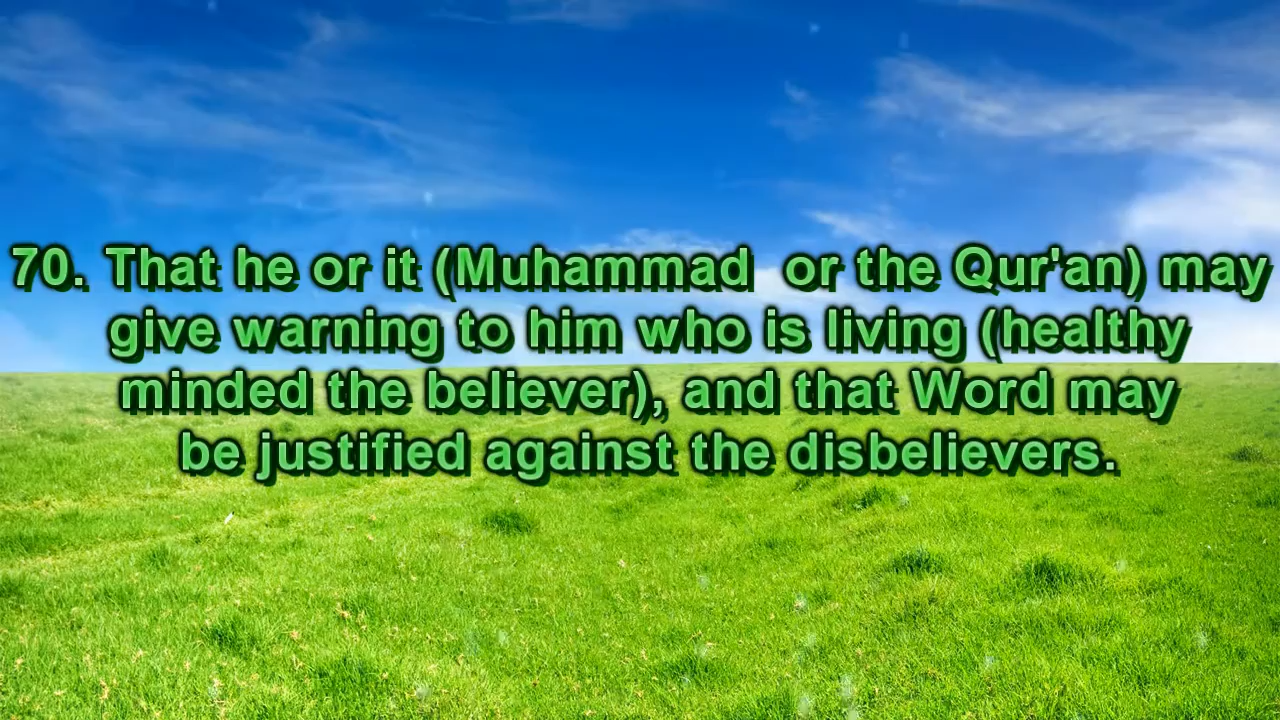 70. That he or it (Muhammad or the Qur'an) may
give warning to him who is living (healthy
minded the believer), and that Word may
be justified against the disbelievers.